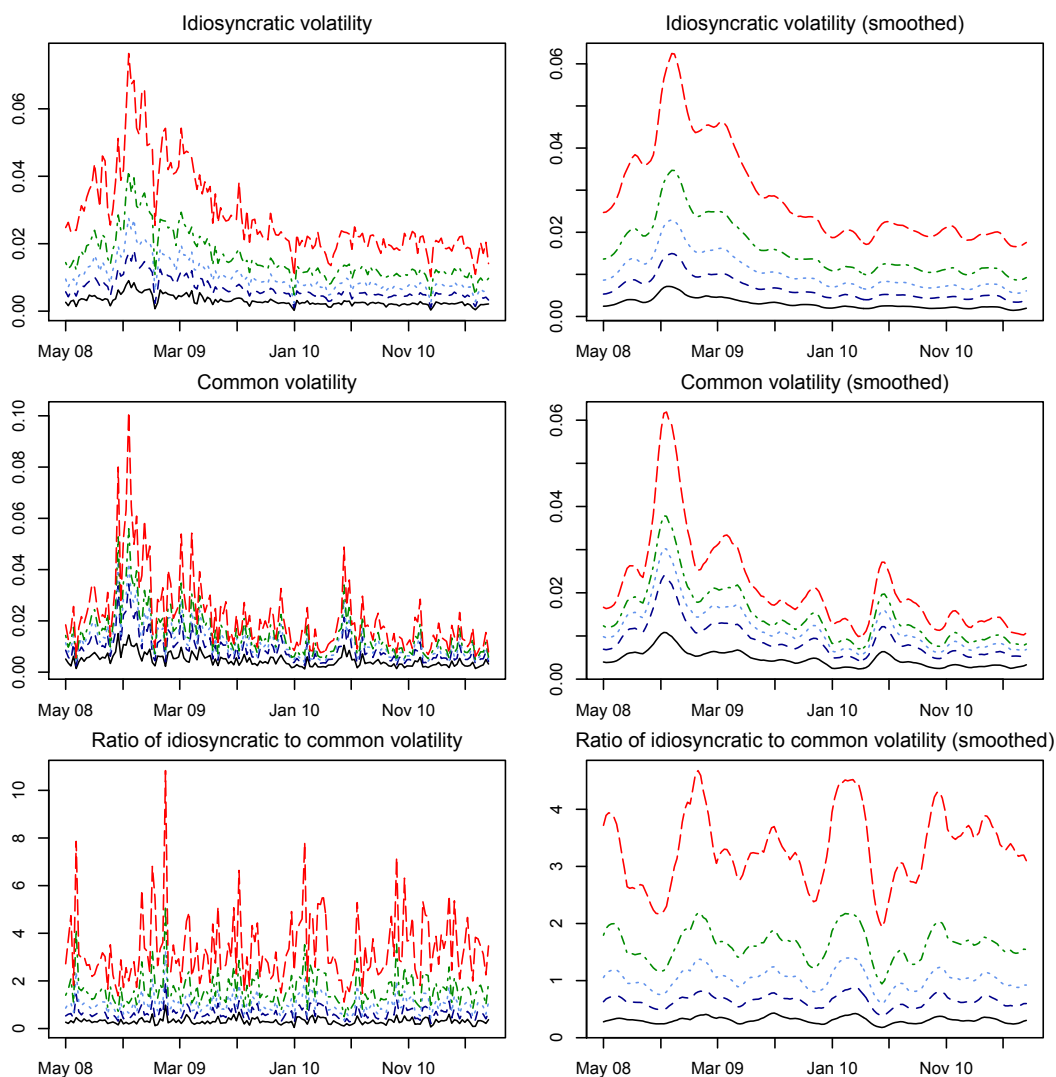 Idiosyncratic volatility
0.06
0.04
0.02
0.00
May 08 Mar 09 Jan 10 Nov 10
Idiosyncratic volatility (smoothed)
0.06
0.04
0.02
0.00
May 08 Mar 09 Jan 10 Nov 10
Common volatility
0.10
0.08
0.06
0.04
0.02
0.00
May 08 Mar 09 Jan 10 Nov 10
Common volatility (smoothed)
0.06
0.04
0.02
0.00
May 08 Mar 09 Jan 10 Nov 10
Ratio of idiosyncratic to common volatility
10
8
6
4
2
0
May 08 Mar 09 Jan 10 Nov 10
Ratio of idiosyncratic to common volatility (smoothed)
4
3
2
1
0
May 08 Mar 09 Jan 10 Nov 10